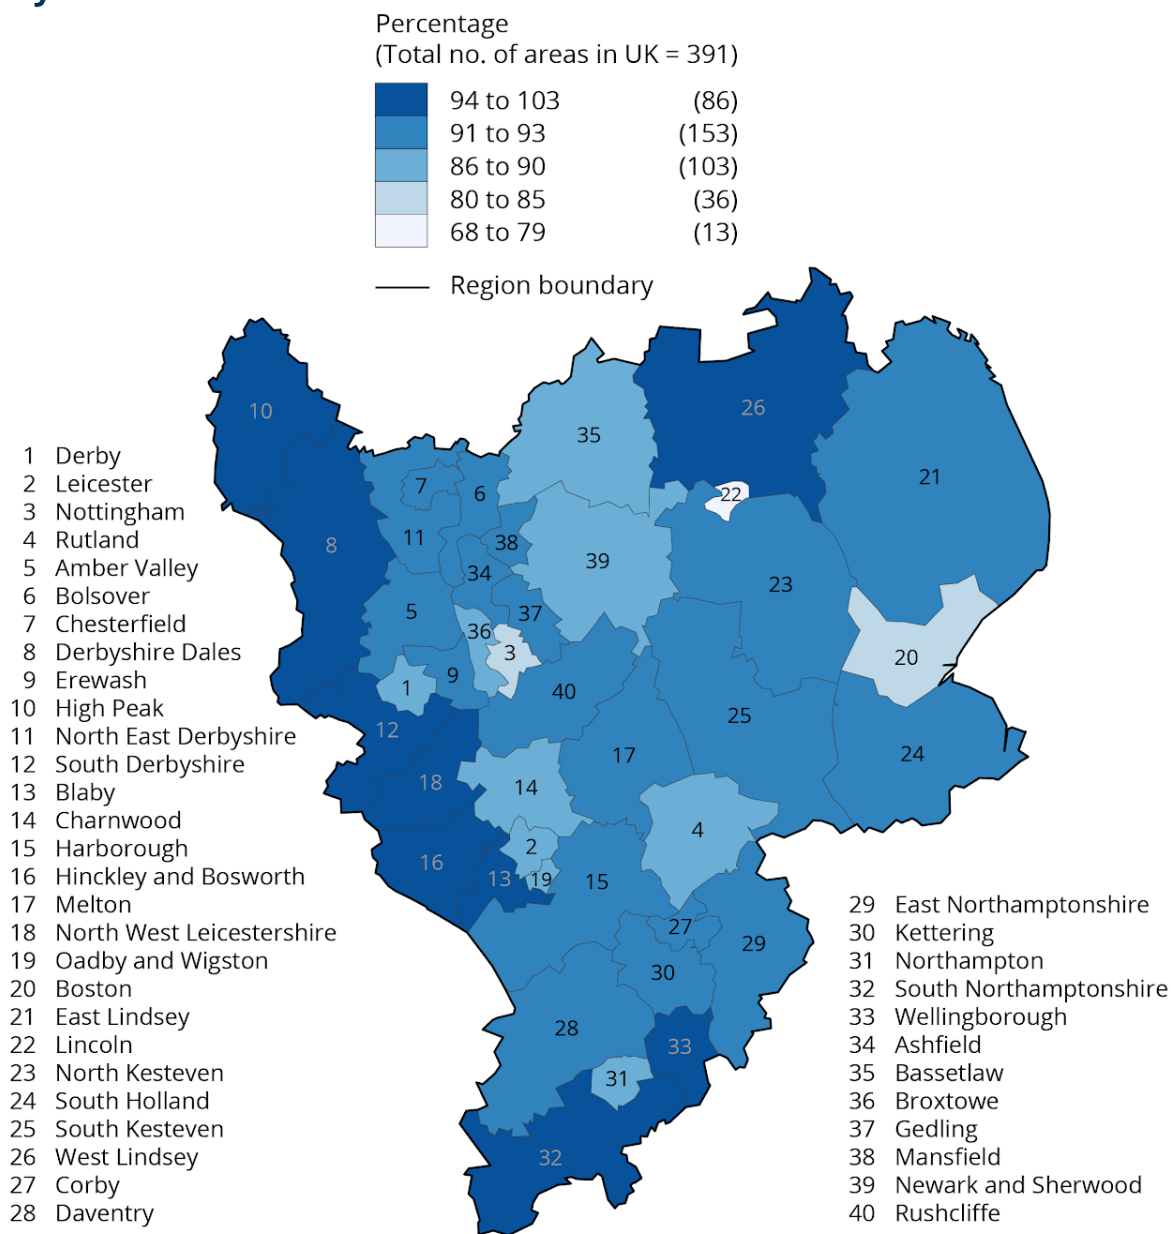 Percentage
(Total no. of areas in UK = 391)
94 to 103 (86)
91 to 93 (153)
86 to 90 (103)
80 to 85 (36)
68 to 79 (13)
Region boundary
10
26
35
21
7
6
22
11
8
38
39
34
23
5
37
36
3
20
9
1
40
12
25
24
17
18
14
4
2
16
13
19
15
27
29
30
28
33
31
32
1 Derby
2 Leicester
3 Nottingham
4 Rutland
5 Amber Valley
6 Bolsover
7 Chesterfield
8 Derbyshire Dales
9 Erewash
10 High Peak
11 North East Derbyshire
12 South Derbyshire
13 Blaby
14 Charnwood
15 Harborough
16 Hinckley and Bosworth
17 Melton
18 North West Leicestershire
19 Oadby and Wigston
20 Boston
21 East Lindsey
22 Lincoln
23 North Kesteven
24 South Holland
25 South Kesteven
26 West Lindsey
27 Corby
28 Daventry
29 East Northamptonshire
30 Kettering
31 Northampton
32 South Northamptonshire
33 Wellingborough
34 Ashfield
35 Bassetlaw
36 Broxtowe
37 Gedling
38 Mansfield
39 Newark and Sherwood
40 Rushcliffe